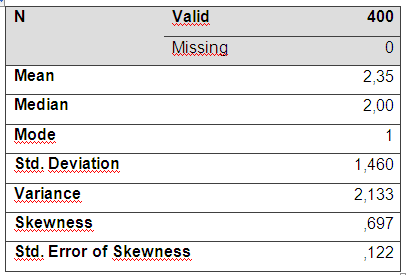 N Valid 400
Missing 0
Mean 2,35
Median 2,00
Mode 1
Std. Deviation 1,460
Variance 2,133
Skewness ,697
Std. Error of Skewness ,122